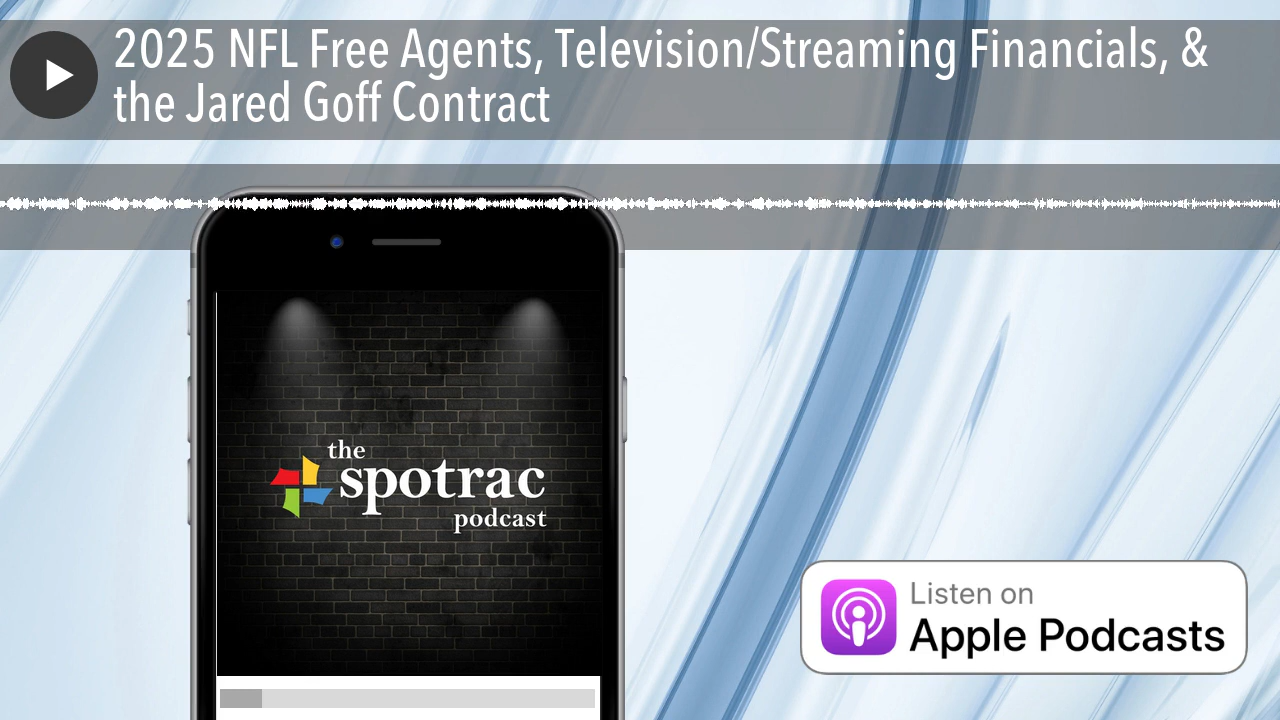 2025 NFL Free Agents, Television/Streaming Financials, &
the Jared Goff Contract
the
spotrac
podcast
Listen on
Apple Podcasts